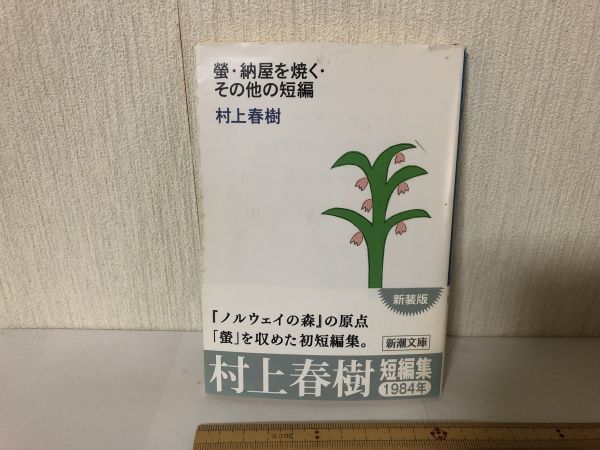 螢・納屋を焼く・
その他の短編
村上春樹
新装版
『ノルウェイの森』の原点
「螢」を収めた初短編集。
新潮文庫
村上春樹 短編集
1984年